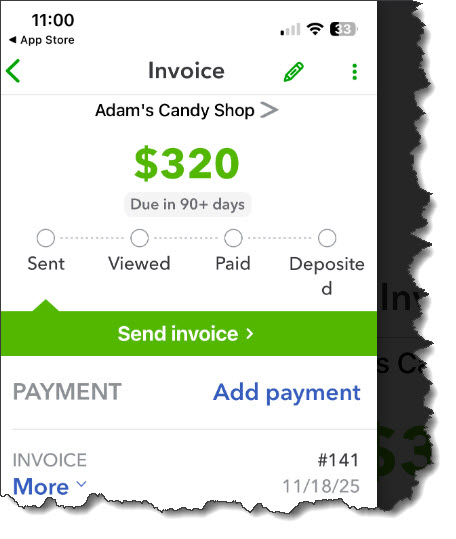 11:00
33
◀ App Store
Invoice
Adam's Candy Shop >
$320
Due in 90+ days
Sent Viewed Paid Deposite
d
Send invoice >
PAYMENT Add payment
INVOICE #141
More 11/18/25
Inv
s C
$3